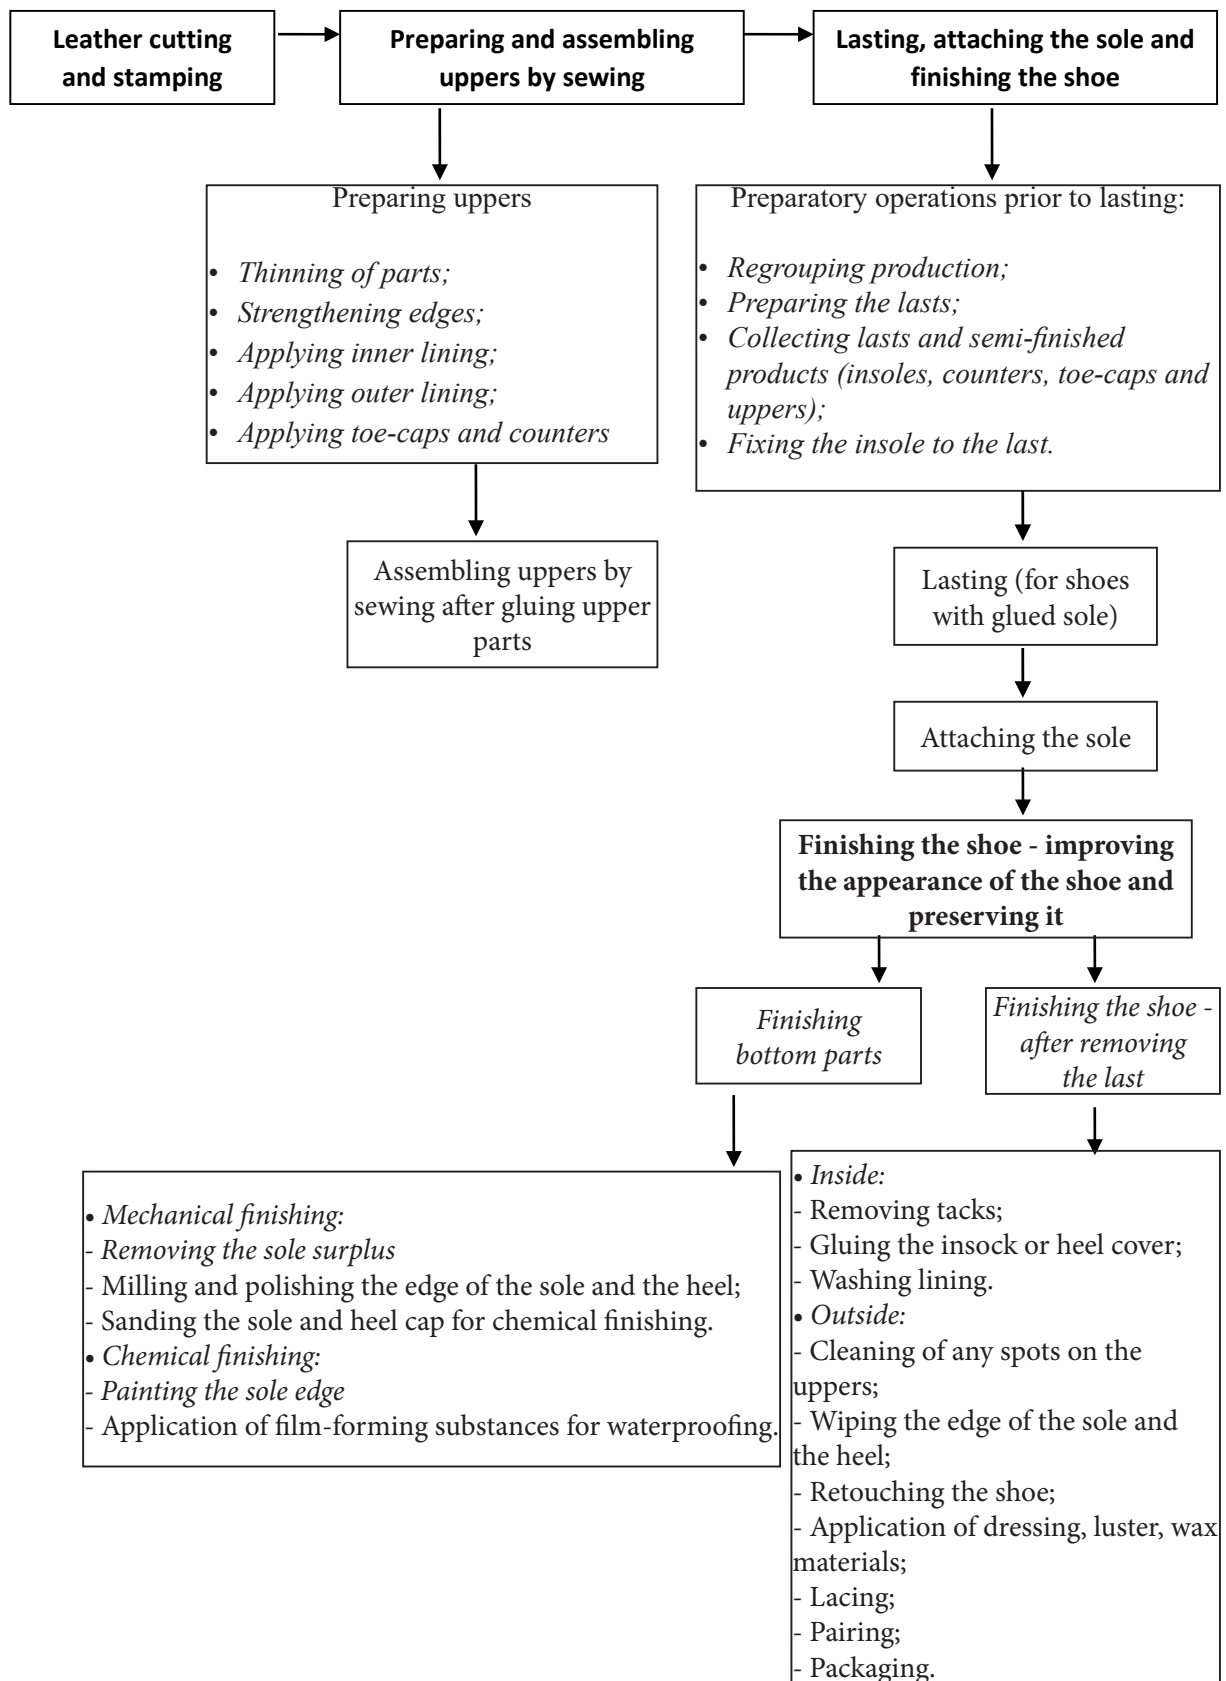 Leather cutting
and stamping
Preparing and assembling
uppers by sewing
Lasting, attaching the sole and
finishing the shoe
Preparing uppers
• Thinning of parts;
• Strengthening edges;
• Applying inner lining;
• Applying outer lining;
• Applying toe-caps and counters
Assembling uppers by
sewing after gluing upper
parts
Preparatory operations prior to lasting:
• Regrouping production;
• Preparing the lasts;
• Collecting lasts and semi-finished
products (insoles, counters, toe-caps and
uppers);
• Fixing the insole to the last.
Lasting (for shoes
with glued sole)
Attaching the sole
Finishing the shoe - improving
the appearance of the shoe and
preserving it
Finishing
bottom parts
Finishing the shoe -
after removing
the last
• Mechanical finishing:
- Removing the sole surplus
- Milling and polishing the edge of the sole and the heel;
- Sanding the sole and heel cap for chemical finishing.
• Chemical finishing:
- Painting the sole edge
- Application of film-forming substances for waterproofing.
• Inside:
- Removing tacks;
- Gluing the insock or heel cover;
- Washing lining.
• Outside:
- Cleaning of any spots on the
uppers;
- Wiping the edge of the sole and
the heel;
- Retouching the shoe;
- Application of dressing, luster, wax
materials;
- Lacing;
- Pairing;
- Packaging.